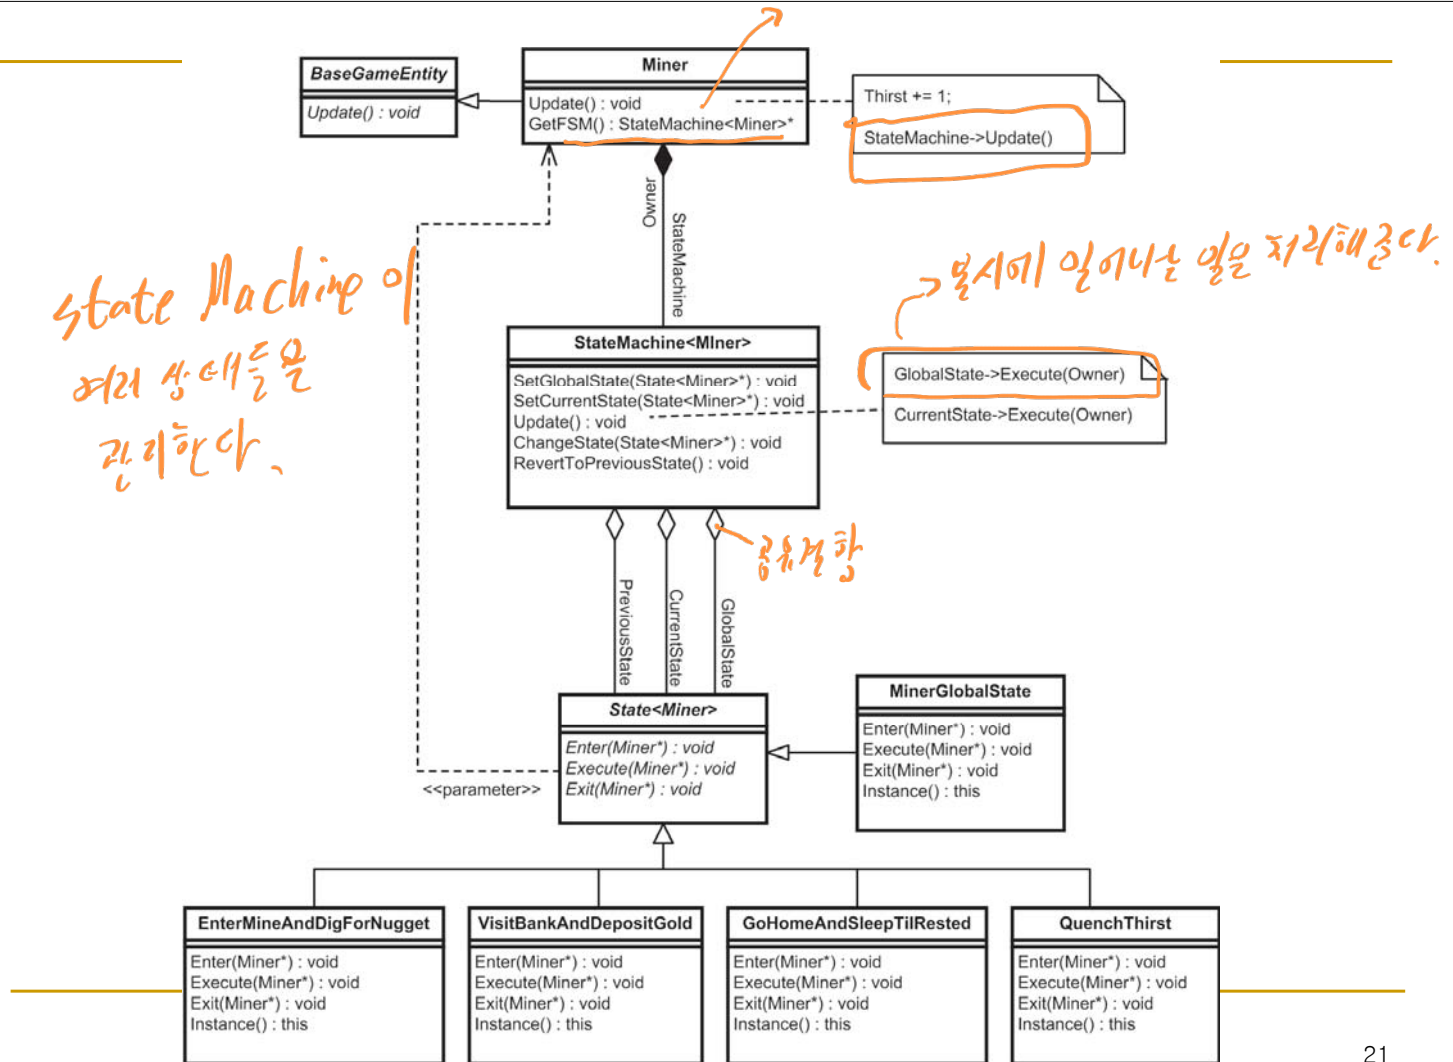 BaseGameEntity
Update() : void
Miner
Update() : void
GetFSM() : StateMachine<Miner>*
Thirst += 1;
StateMachine->Update()
Owner
StateMachine
state Machine이
여러 상태들을
관리한다.
불시에 일어나는 일을 처리해준다.
StateMachine<MIner>
SetGlobalState(State<Miner>*) : void
SetCurrentState(State<Miner>*) : void
Update() : void
ChangeState(State<Miner>*) : void
RevertToPreviousState() : void
GlobalState->Execute(Owner)
CurrentState->Execute(Owner)
공유결합
PreviousState
CurrentState
GlobalState
State<Miner>
Enter(Miner*) : void
Execute(Miner*) : void
Exit(Miner*) : void
<<parameter>>
MinerGlobalState
Enter(Miner*) : void
Execute(Miner*) : void
Exit(Miner*) : void
Instance() : this
EnterMineAndDigForNugget
Enter(Miner*) : void
Execute(Miner*) : void
Exit(Miner*) : void
Instance() : this
VisitBankAndDepositGold
Enter(Miner*) : void
Execute(Miner*) : void
Exit(Miner*) : void
Instance() : this
GoHomeAndSleepTilRested
Enter(Miner*) : void
Execute(Miner*) : void
Exit(Miner*) : void
Instance() : this
QuenchThirst
Enter(Miner*) : void
Execute(Miner*) : void
Exit(Miner*) : void
Instance() : this
21